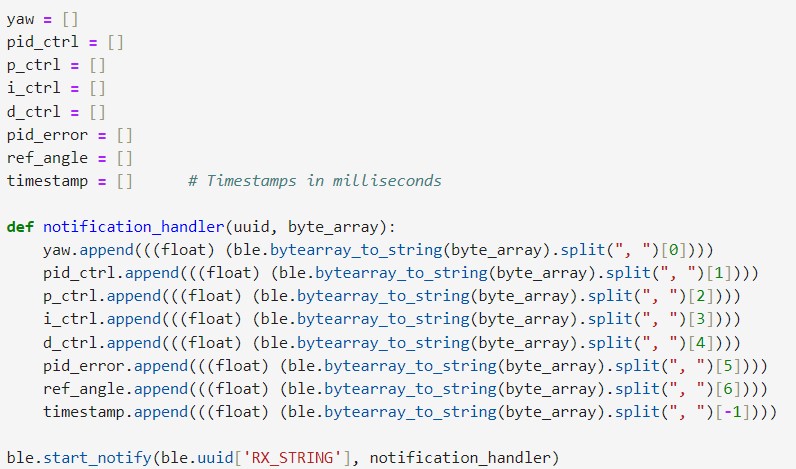 yaw = []
pid_ctrl = []
p_ctrl = []
i_ctrl = []
d_ctrl = []
pid_error = []
ref_angle = []
timestamp = []      # Timestamps in milliseconds

def notification_handler(uuid, byte_array):
    yaw.append(((float) (ble.bytearray_to_string(byte_array).split(", ")[0])))
    pid_ctrl.append(((float) (ble.bytearray_to_string(byte_array).split(", ")[1])))
    p_ctrl.append(((float) (ble.bytearray_to_string(byte_array).split(", ")[2])))
    i_ctrl.append(((float) (ble.bytearray_to_string(byte_array).split(", ")[3])))
    d_ctrl.append(((float) (ble.bytearray_to_string(byte_array).split(", ")[4])))
    pid_error.append(((float) (ble.bytearray_to_string(byte_array).split(", ")[5])))
    ref_angle.append(((float) (ble.bytearray_to_string(byte_array).split(", ")[6])))
    timestamp.append(((float) (ble.bytearray_to_string(byte_array).split(", ")[-1])))

ble.start_notify(ble.uuid['RX_STRING'], notification_handler)